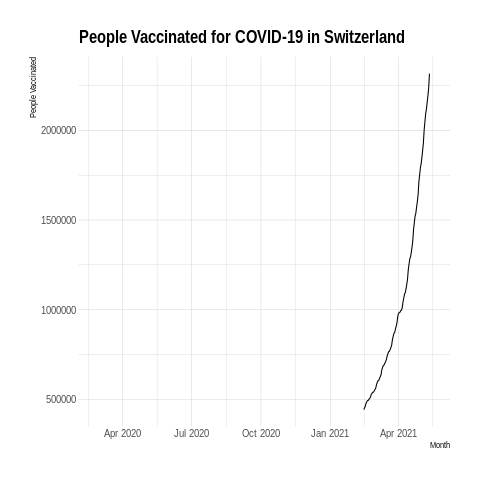 People Vaccinated for COVID-19 in Switzerland
People Vaccinated
2000000
1500000
1000000
500000
Apr 2020 Jul 2020 Oct 2020 Jan 2021 Apr 2021
Month